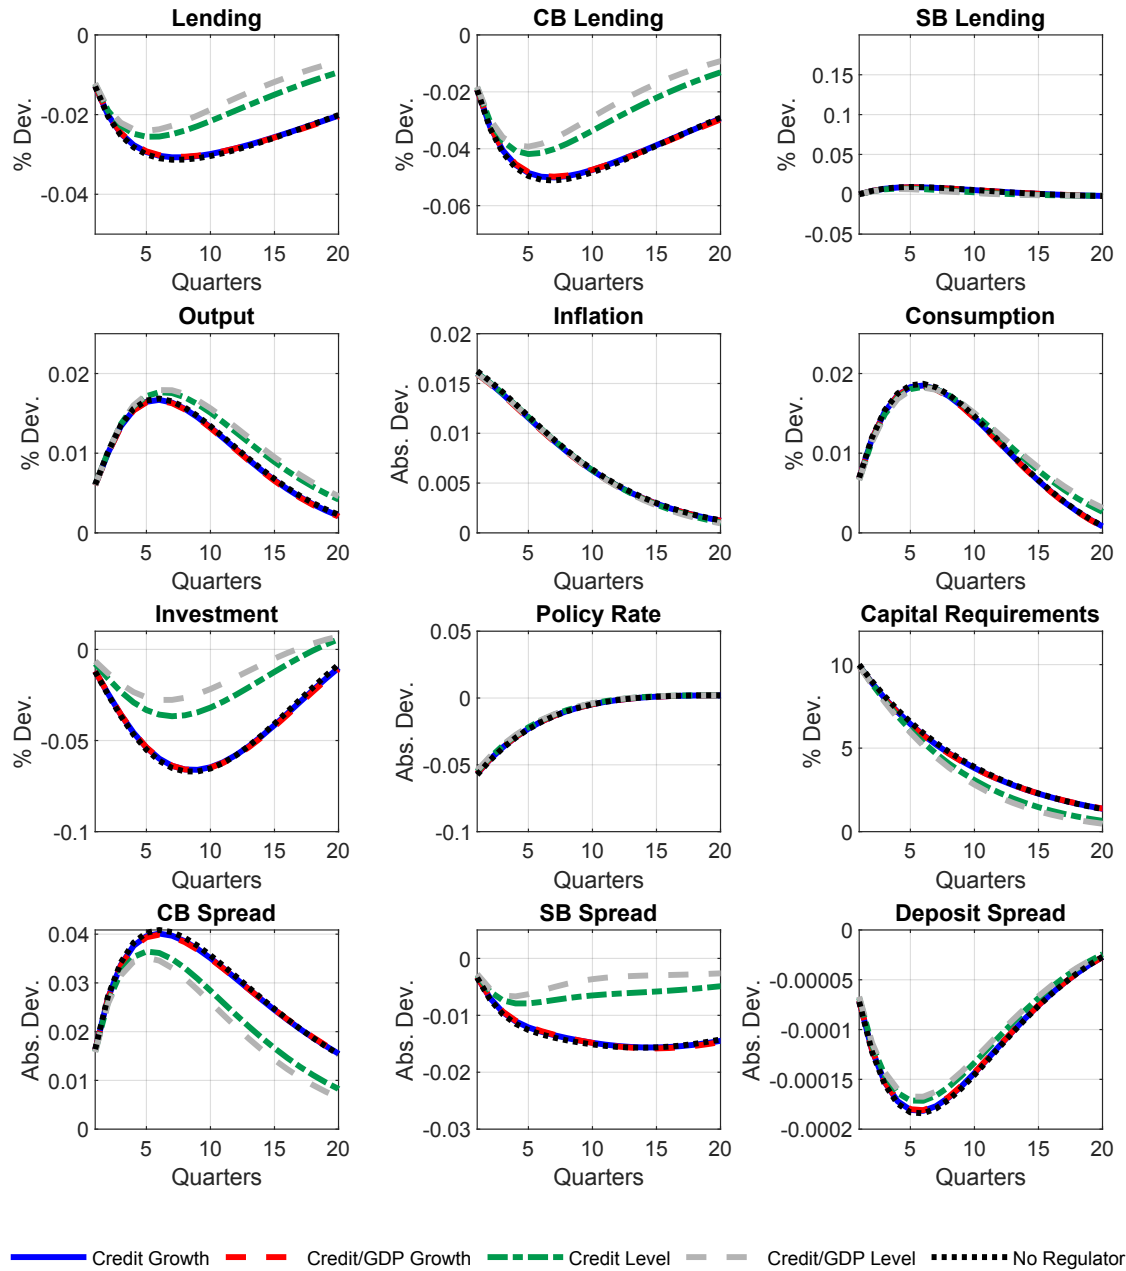 Lending
CB Lending
SB Lending
% Dev.
0
-0.02
-0.04
5 10 15 20
Quarters
% Dev.
0
-0.02
-0.04
-0.06
5 10 15 20
Quarters
% Dev.
0.15
0.1
0.05
0
-0.05
5 10 15 20
Quarters
Output
Inflation
Consumption
% Dev.
0.02
0.01
0
5 10 15 20
Quarters
Abs. Dev.
0.02
0.015
0.01
0.005
0
5 10 15 20
Quarters
% Dev.
0.02
0.01
0
5 10 15 20
Quarters
Investment
Policy Rate
Capital Requirements
% Dev.
0
-0.05
-0.1
5 10 15 20
Quarters
Abs. Dev.
0.05
0
-0.05
-0.1
5 10 15 20
Quarters
% Dev.
10
5
0
5 10 15 20
Quarters
CB Spread
SB Spread
Deposit Spread
Abs. Dev.
0.04
0.03
0.02
0.01
0
5 10 15 20
Quarters
Abs. Dev.
0
-0.01
-0.02
-0.03
5 10 15 20
Quarters
Abs. Dev.
0
-0.00005
-0.0001
-0.00015
-0.0002
5 10 15 20
Quarters
Credit Growth Credit/GDP Growth Credit Level Credit/GDP Level No Regulator